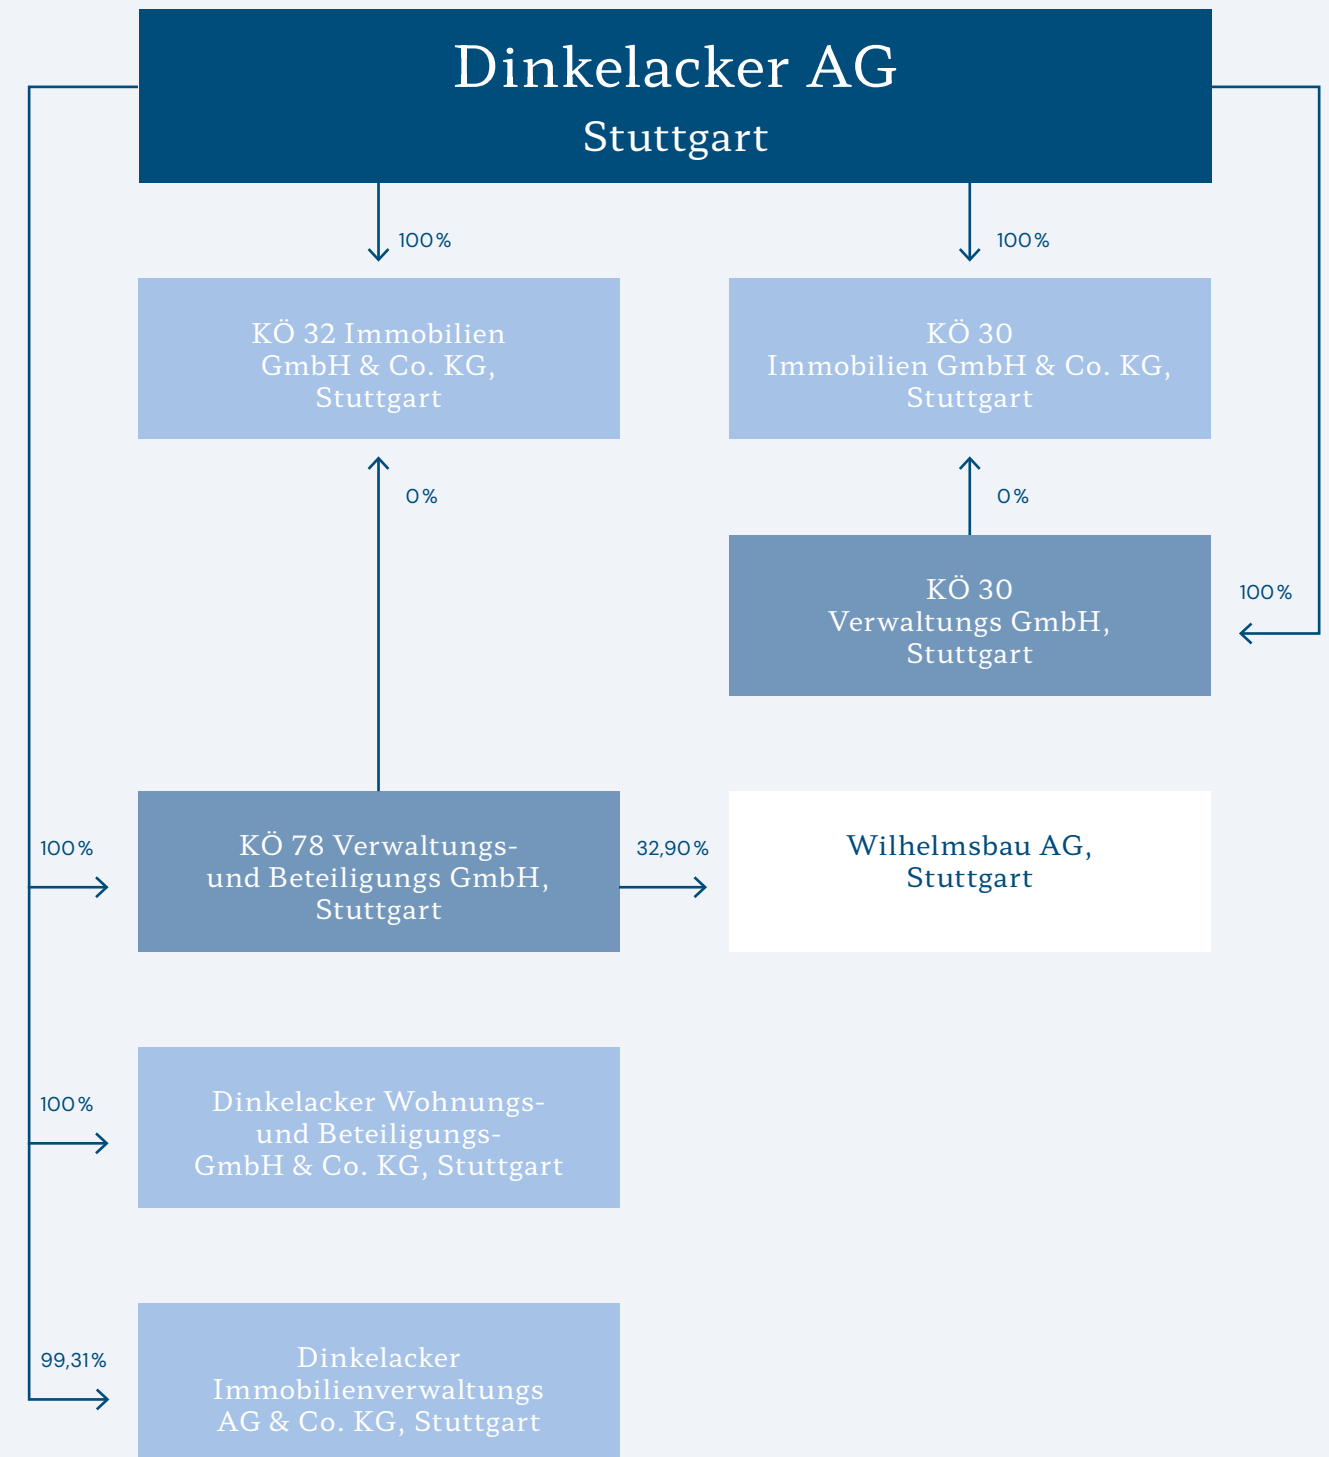 Dinkelacker AG
Stuttgart
100%
100%
KÖ 32 Immobilien
GmbH & Co. KG,
Stuttgart
KÖ 30
Immobilien GmbH & Co. KG,
Stuttgart
0%
0%
KÖ 30
Verwaltungs GmbH,
Stuttgart
100%
100%
KÖ 78 Verwaltungs-
und Beteiligungs GmbH,
Stuttgart
32,90%
Wilhelmsbau AG,
Stuttgart
100%
Dinkelacker Wohnungs-
und Beteiligungs-
GmbH & Co. KG, Stuttgart
99,31%
Dinkelacker
Immobilienverwaltungs
AG & Co. KG, Stuttgart